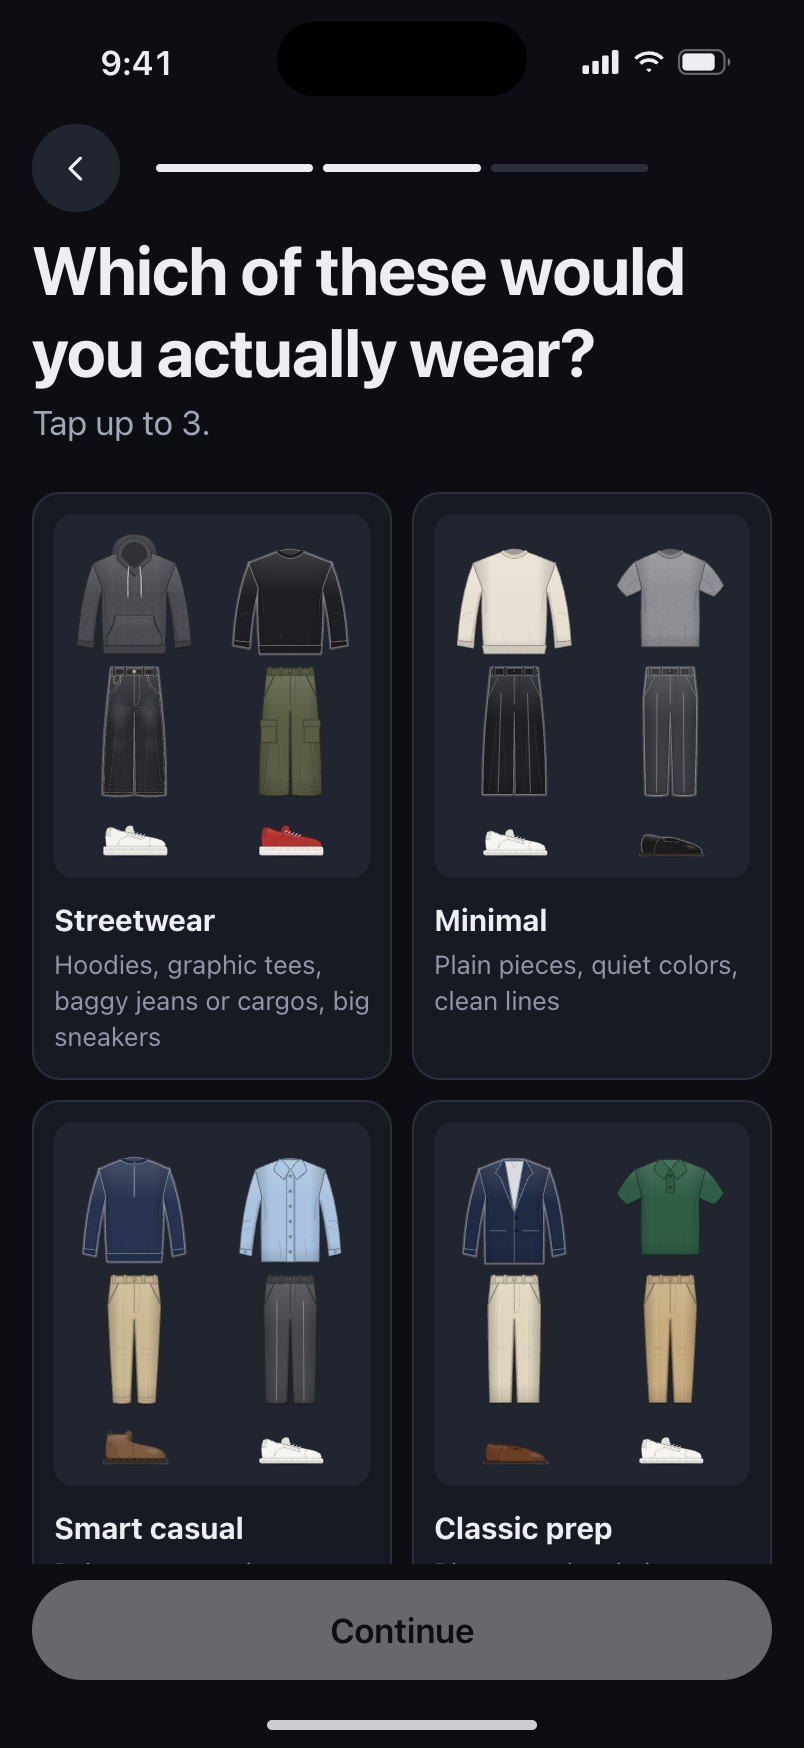 9:41
Which of these would
you actually wear?
Tap up to 3.
Streetwear
Hoodies, graphic tees,
baggy jeans or cargos, big
sneakers
Minimal
Plain pieces, quiet colors,
clean lines
Smart casual
Classic prep
Continue